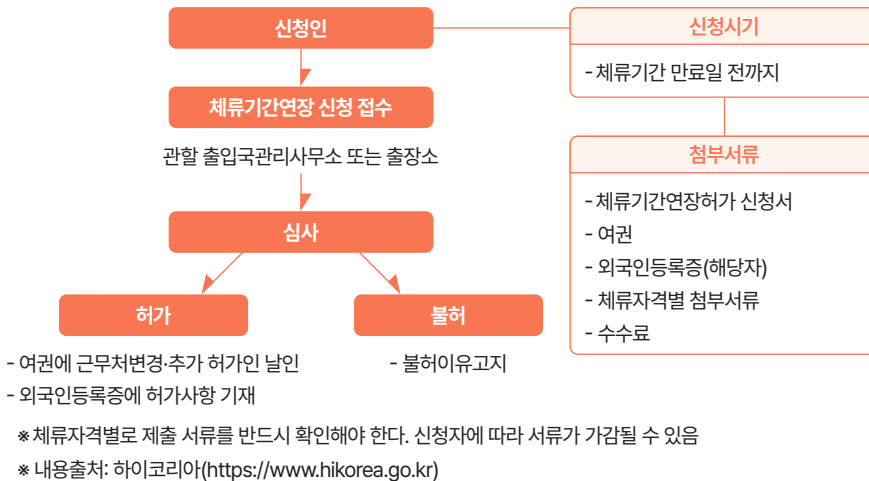 신청인
체류기간연장 신청 접수
관할 출입국관리사무소 또는 출장소
심사
허가
- 여권에 근무처변경·추가 허가인 날인
- 외국인등록증에 허가사항 기재
불허
- 불허이유고지
신청시기
- 체류기간 만료일 전까지
첨부서류
- 체류기간연장허가 신청서
- 여권
- 외국인등록증(해당자)
- 체류자격별 첨부서류
- 수수료
※ 체류자격별로 제출 서류를 반드시 확인해야 한다. 신청자에 따라 서류가 가감될 수 있음
※ 내용출처: 하이코리아(https://www.hikorea.go.kr)